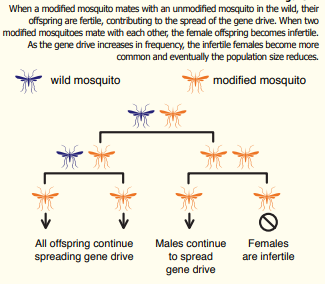 When a modified mosquito mates with an unmodified mosquito in the wild, their
offspring are fertile, contributing to the spread of the gene drive. When two
modified mosquitoes mate with each other, the female offspring becomes infertile.
As the gene drive increases in frequency, the infertile females become more
common and eventually the population size reduces.
wild mosquito modified mosquito
All offspring continue Males continue Females
spreading gene drive to spread are infertile
gene drive